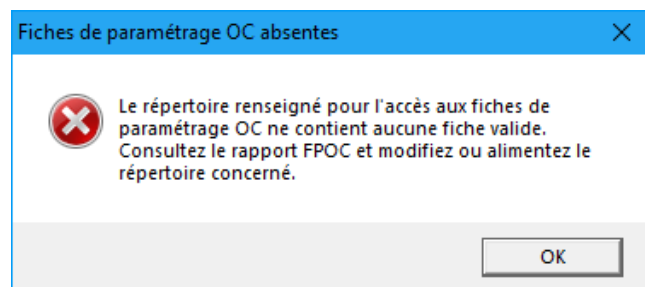 Fiches de paramétrage OC absentes
Le répertoire renseigné pour l'accès aux fiches de
paramétrage OC ne contient aucune fiche valide.
Consultez le rapport FPOC et modifiez ou alimentez le
répertoire concerné.
OK